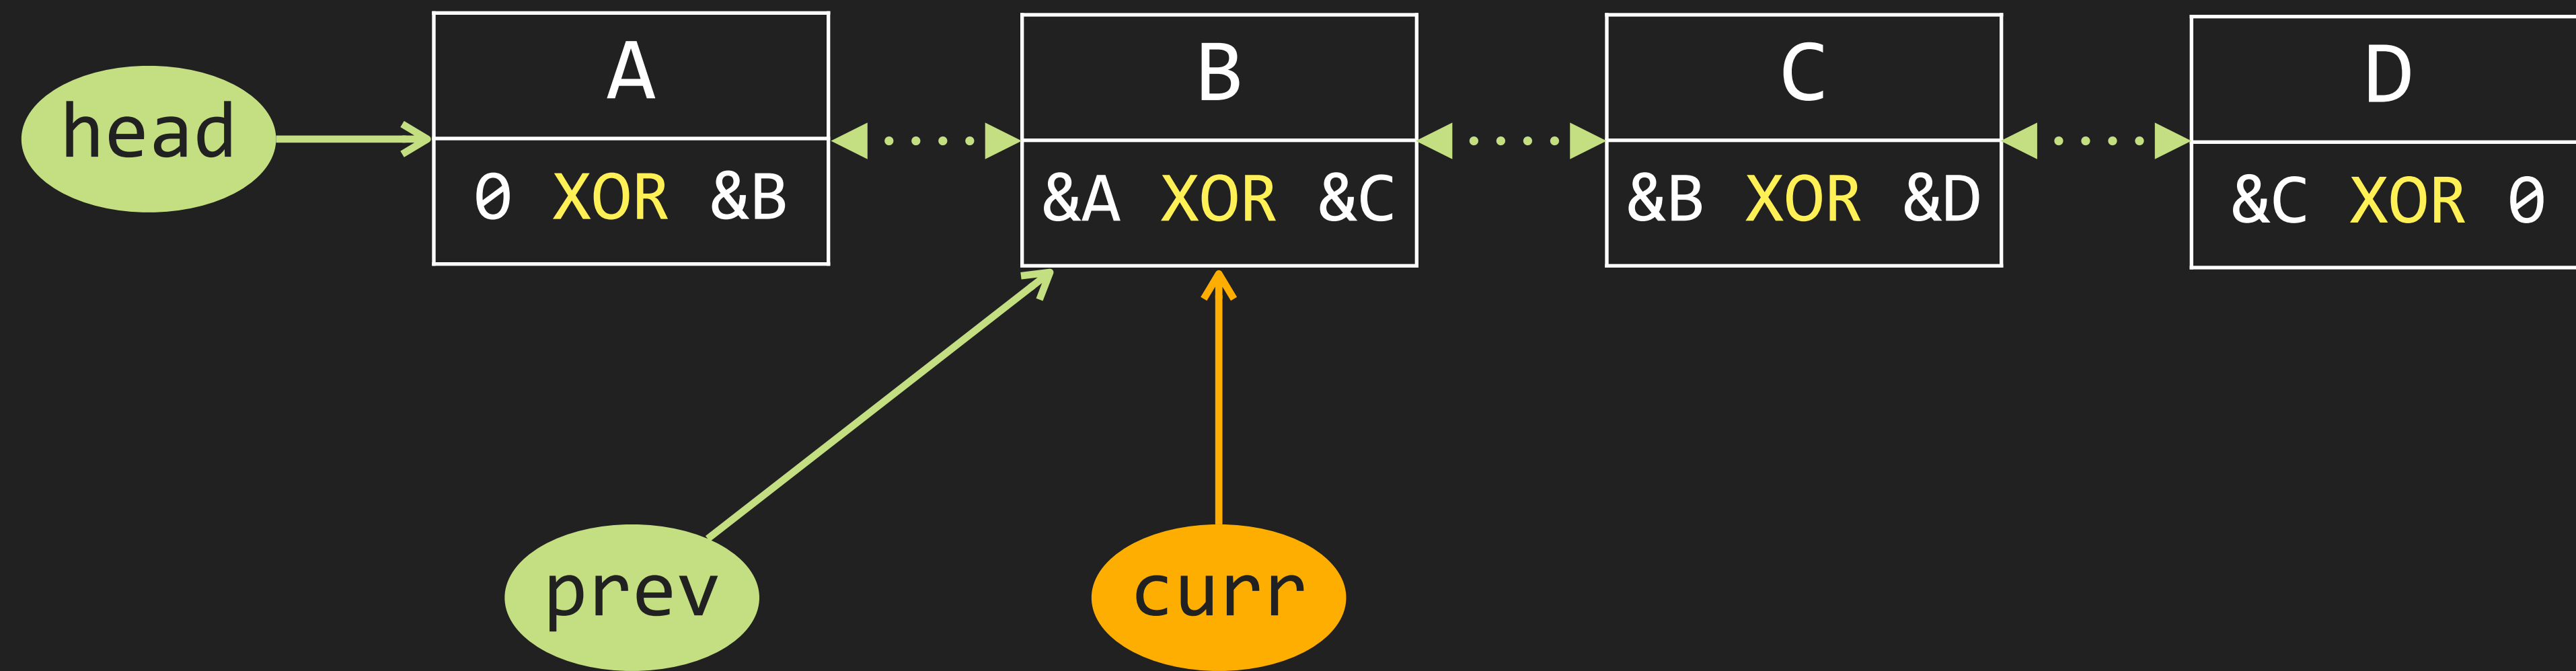 head
A
0 XOR &B
B
&A XOR &C
C
&B XOR &D
D
&C XOR 0
prev
curr